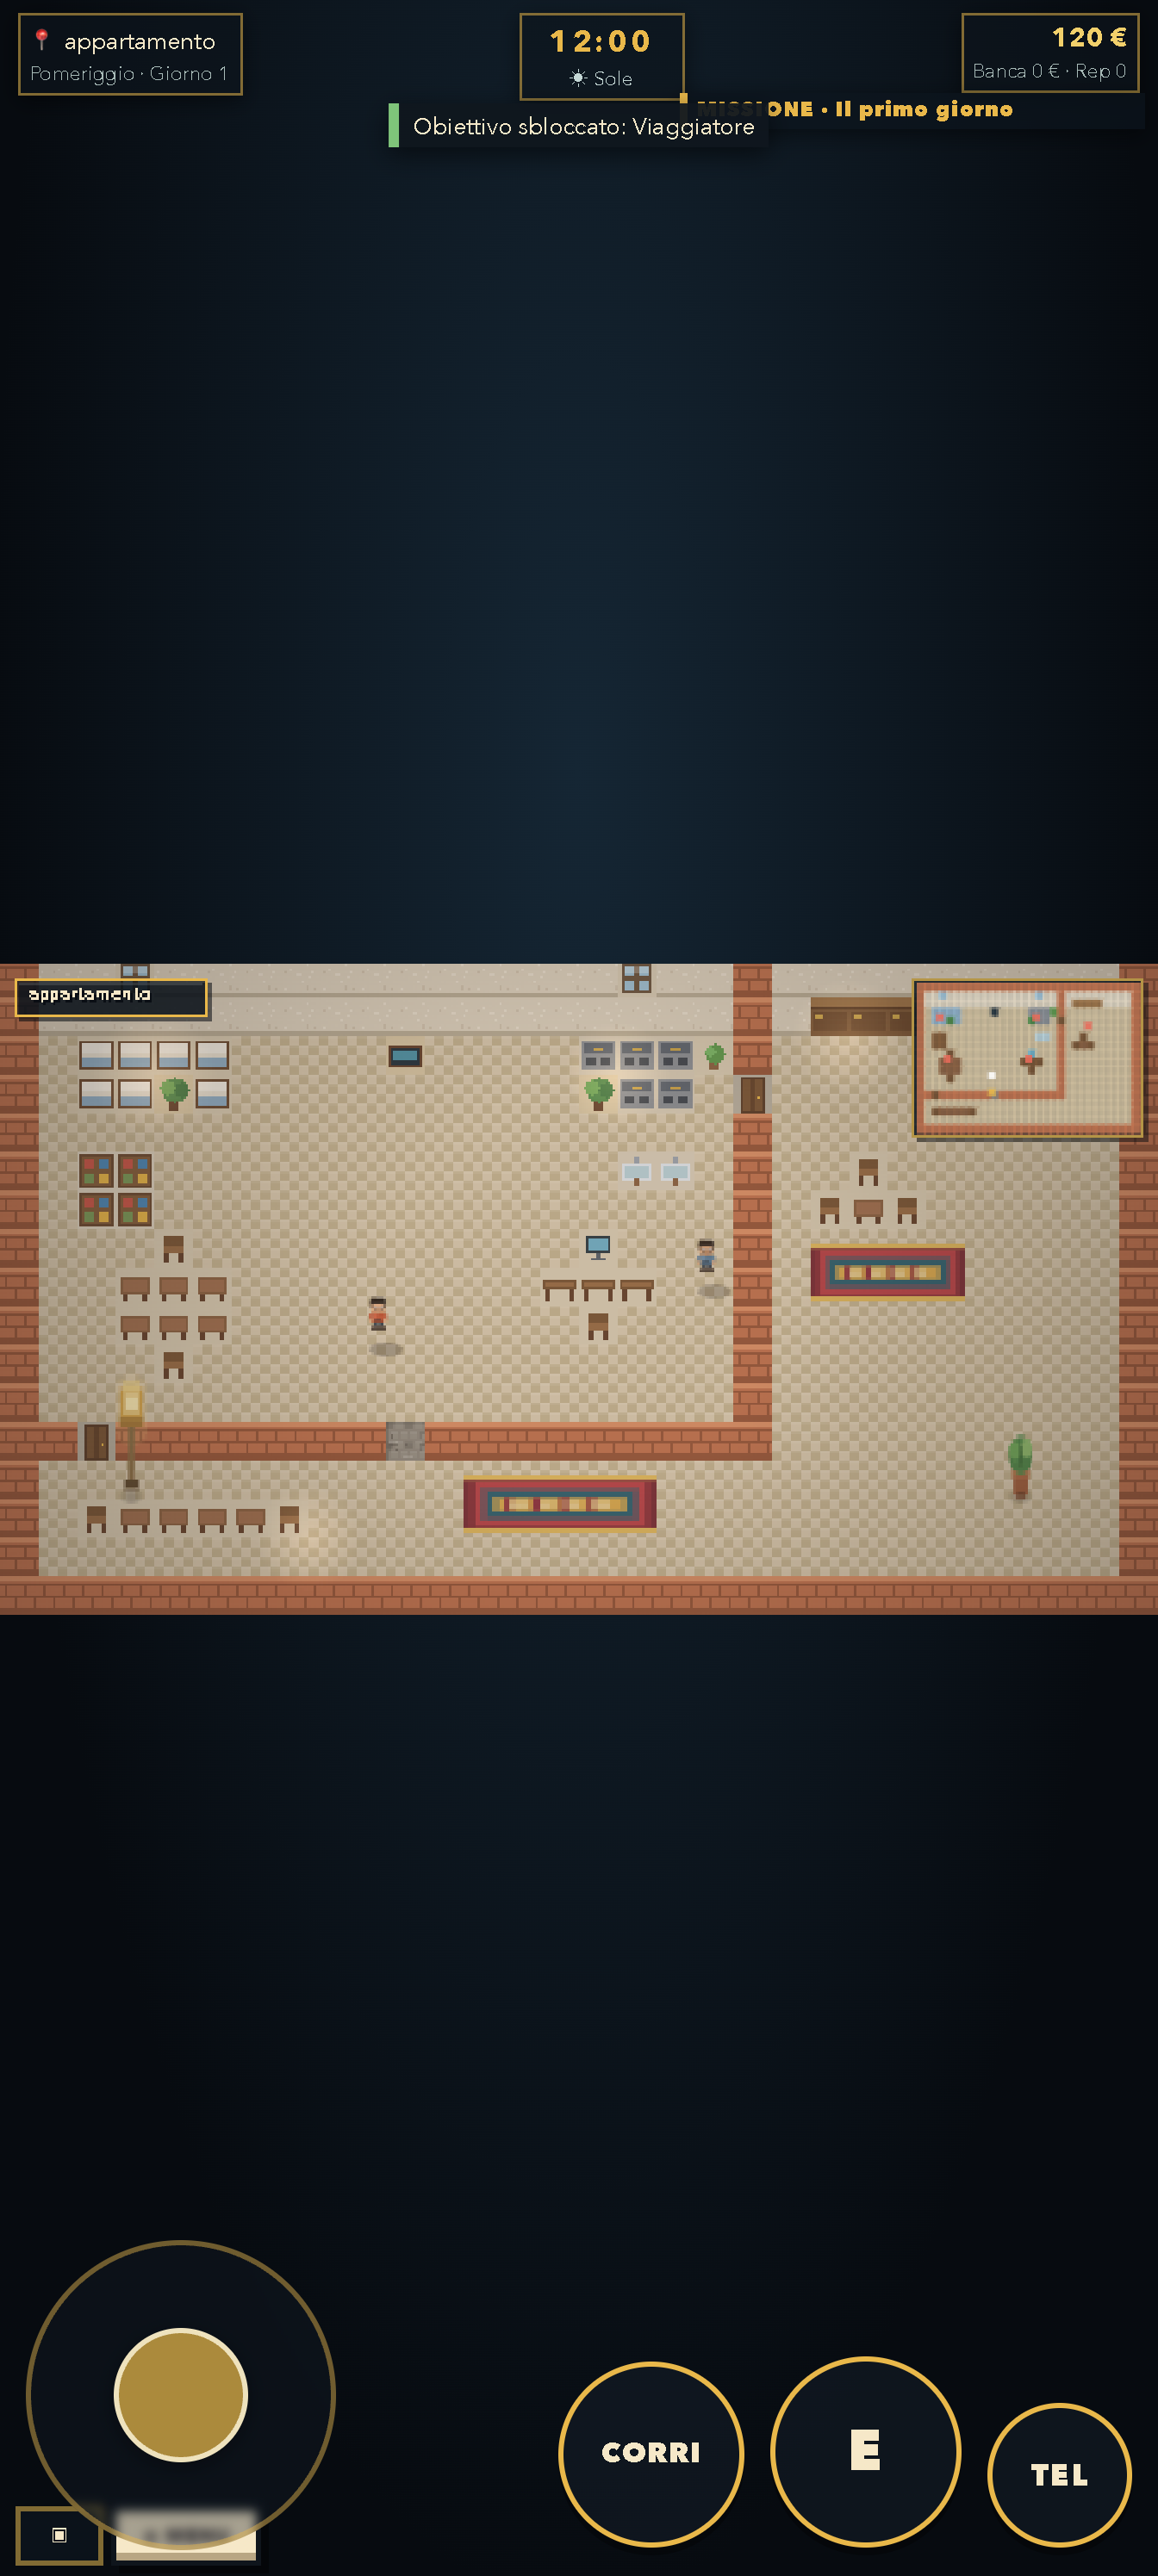 appartamento
Pomeriggio · Giorno 1
12:00
Sole
120 €
Banca 0 € · Rep 0
MISSIONE · Il primo giorno
Obiettivo sbloccato: Viaggiatore
appartamento
CORRI
E
TEL